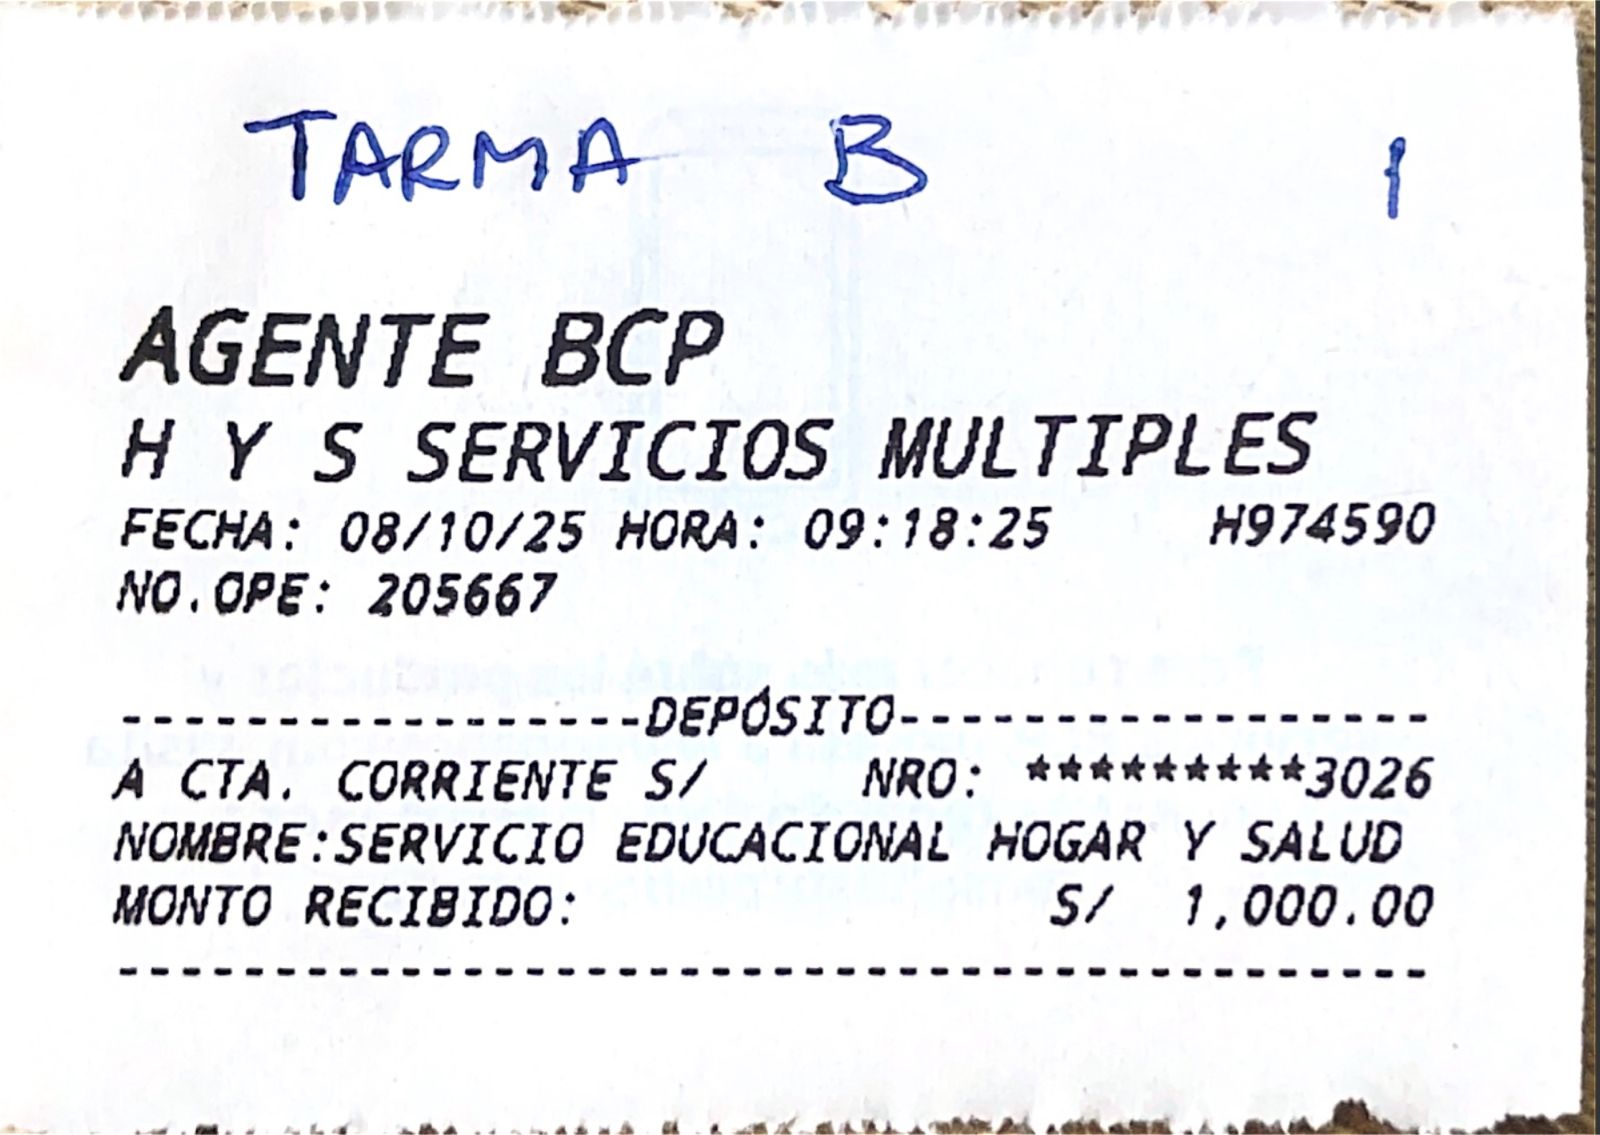 TARMA B 1
AGENTE BCP
H Y S SERVICIOS MULTIPLES
FECHA: 08/10/25 HORA: 09:18:25 H974590
NO.OPE: 205667
------------------DEPÓSITO------------------
A CTA. CORRIENTE S/ NRO: *********3026
NOMBRE:SERVICIO EDUCACIONAL HOGAR Y SALUD
MONTO RECIBIDO: S/ 1,000.00